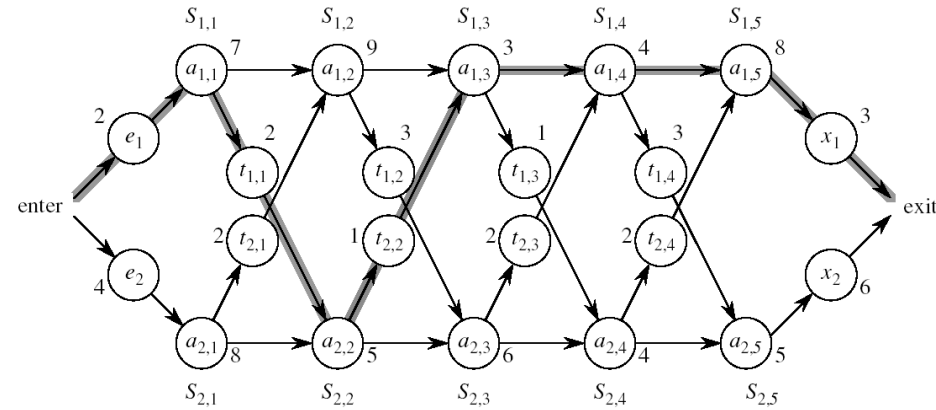 S1,1 S1,2 S1,3 S1,4 S1,5
7 9 3 4 8
a1,1 a1,2 a1,3 a1,4 a1,5
2 2 3 1 3 3
e1 x1
t1,1 t1,2 t1,3 t1,4
enter exit
2 t2,1 1 t2,2 2 t2,3 2 t2,4
e2 x2
4 6
a2,1 a2,2 a2,3 a2,4 a2,5
8 5 6 4 5
S2,1 S2,2 S2,3 S2,4 S2,5